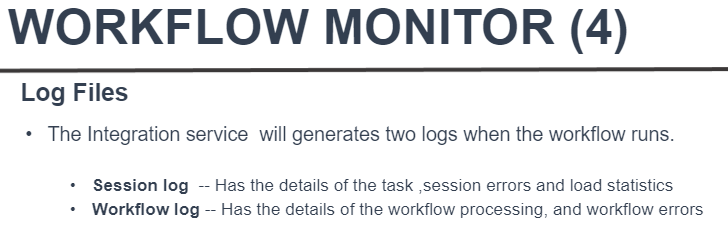 WORKFLOW MONITOR (4)
Log Files
• The Integration service  will generates two logs when the workflow runs.
• Session log  -- Has the details of the task ,session errors and load statistics
• Workflow log -- Has the details of the workflow processing, and workflow errors